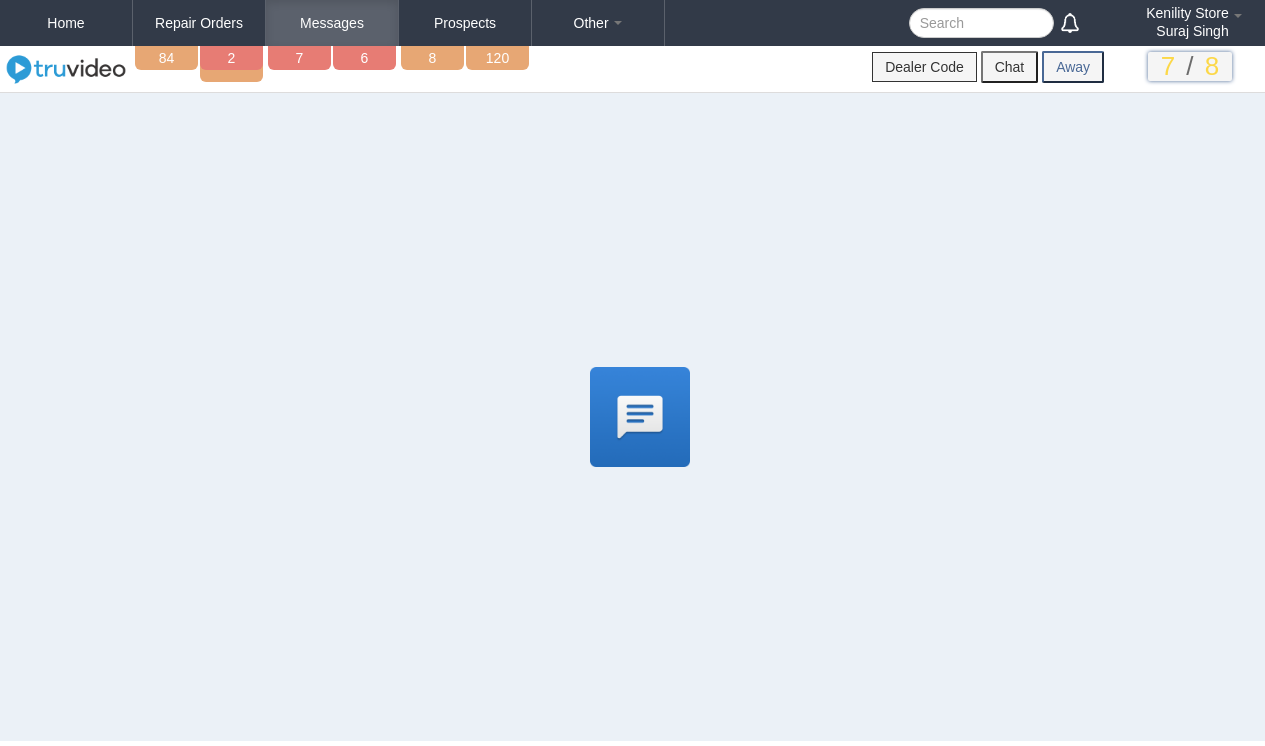 Home Repair Orders Messages Prospects Other Search Kenility Store
Suraj Singh
truvideo 84 2 7 6 8 120 Dealer Code Chat Away 7 / 8